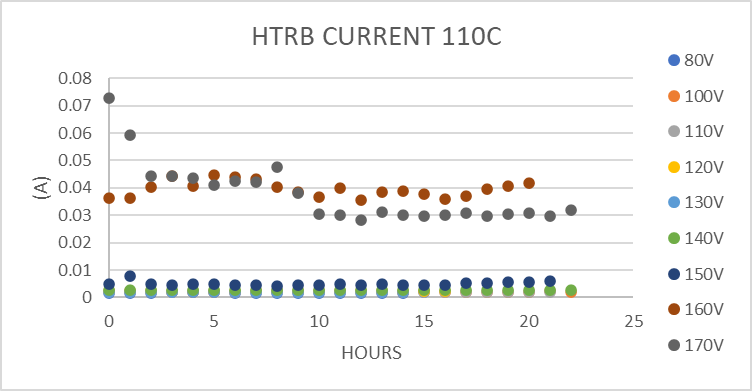 HTRB CURRENT 110C
0.08
0.07
0.06
0.05
0.04
0.03
0.02
0.01
0
(A)
0 5 10 15 20 25
HOURS
80V
100V
110V
120V
130V
140V
150V
160V
170V